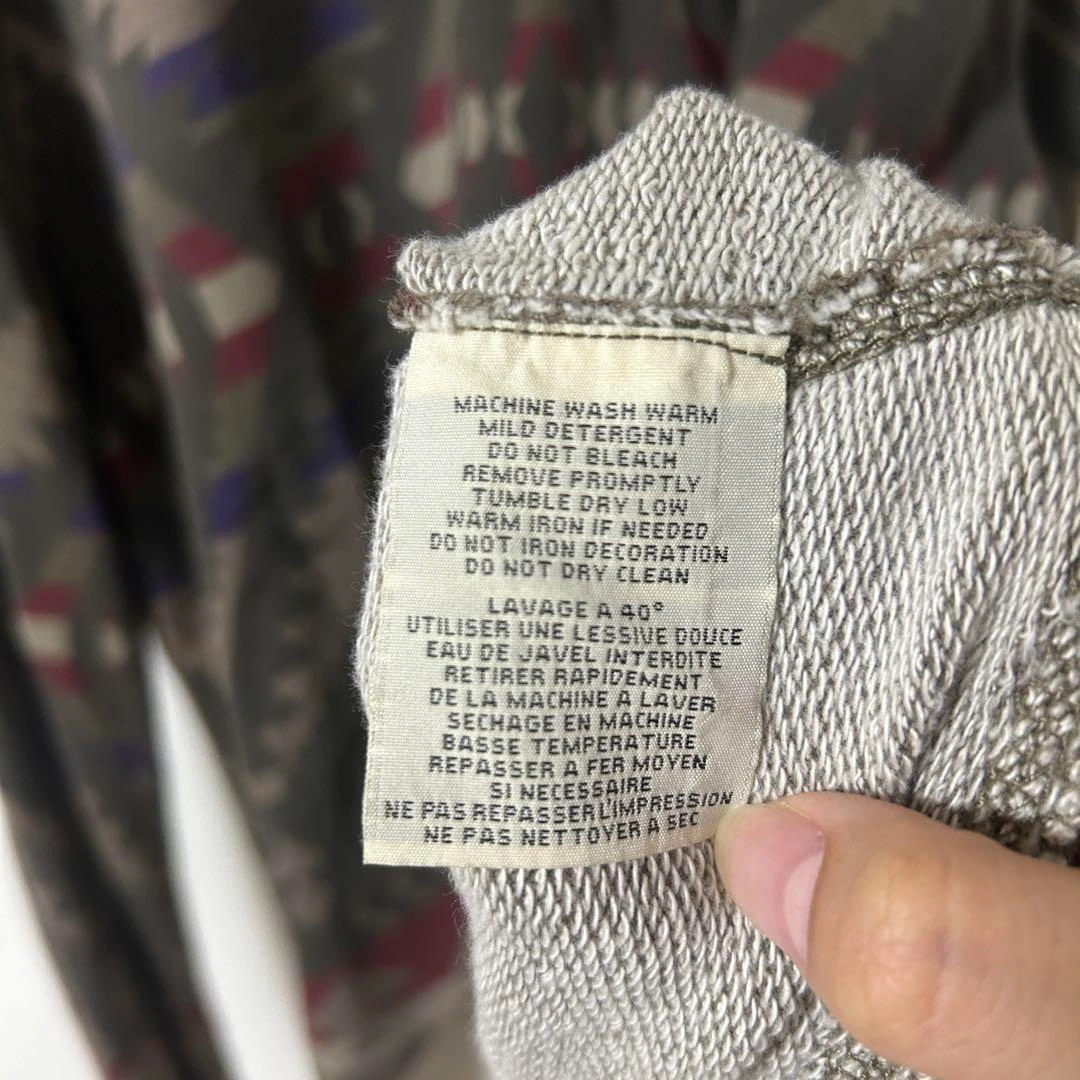 MACHINE WASH WARM
MILD DETERGENT
DO NOT BLEACH
REMOVE PROMPTLY
TUMBLE DRY LOW
WARM IRON IF NEEDED
DO NOT IRON DECORATION
DO NOT DRY CLEAN
LAVAGE A 40°
UTILISER UNE LESSIVE DOUCE
EAU DE JAVEL INTERDITE
RETIRER RAPIDEMENT
DE LA MACHINE A LAVER
SECHAGE EN MACHINE
BASSE TEMPERATURE
REPASSER A FER MOYEN
SI NECESSAIRE
NE PAS REPASSER L'IMPRESSION
NE PAS NETTOYER A SEC